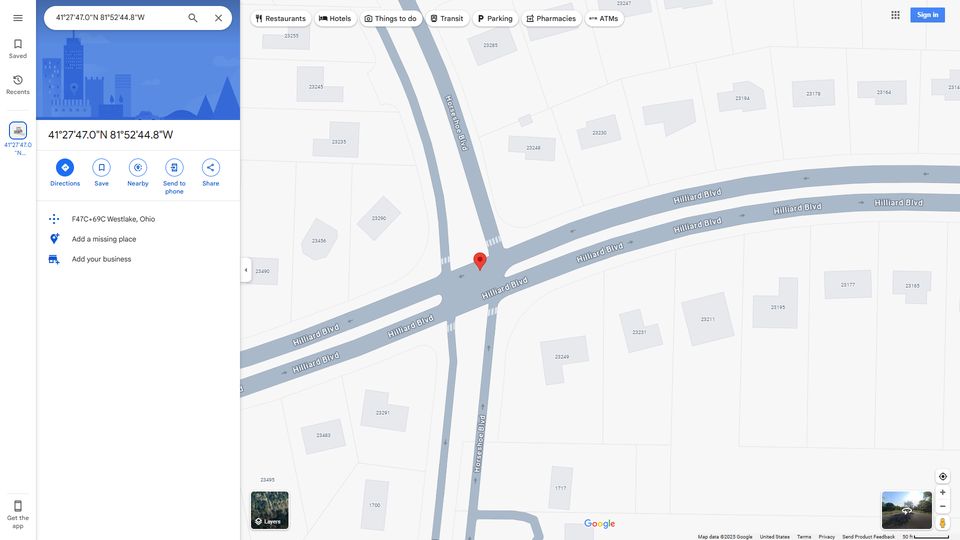 41°27'47.0"N 81°52'44.8"W
Restaurants
Hotels
Things to do
Transit
Parking
Pharmacies
ATMs
Sign in
Saved
Recents
41°27'47.0
"N...
41°27'47.0"N 81°52'44.8"W
Directions
Save
Nearby
Send to
phone
Share
F47C+69C Westlake, Ohio
Add a missing place
Add your business
Get the
app
23255
23285
23247
23245
23235
23248
23230
23194
23178
23164
23290
23456
23490
Horseshoe Blvd
Hilliard Blvd
Hilliard Blvd
Hilliard Blvd
Hilliard Blvd
Hilliard Blvd
Hilliard Blvd
Hilliard Blvd
Hilliard Blvd
Hilliard Blvd
23177
23165
23195
23211
23231
23249
23291
23483
23495
1700
1717
Horseshoe Blvd
Layers
Google
Map data ©2025 Google
United States
Terms
Privacy
Send Product Feedback
50 ft